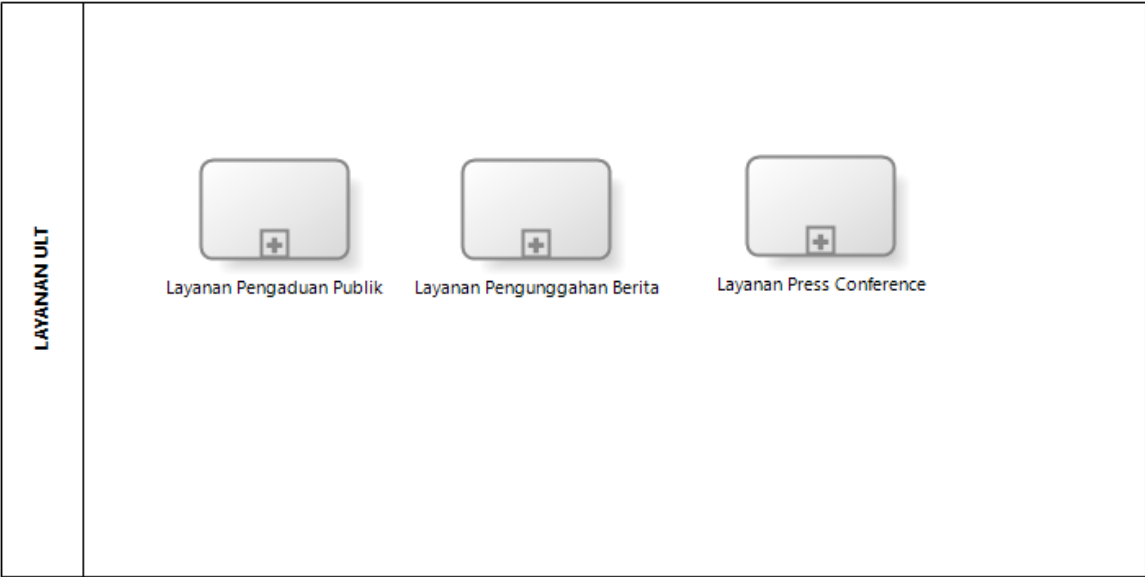 LAYANAN ULT
Layanan Pengaduan Publik
Layanan Pengunggahan Berita
Layanan Press Conference